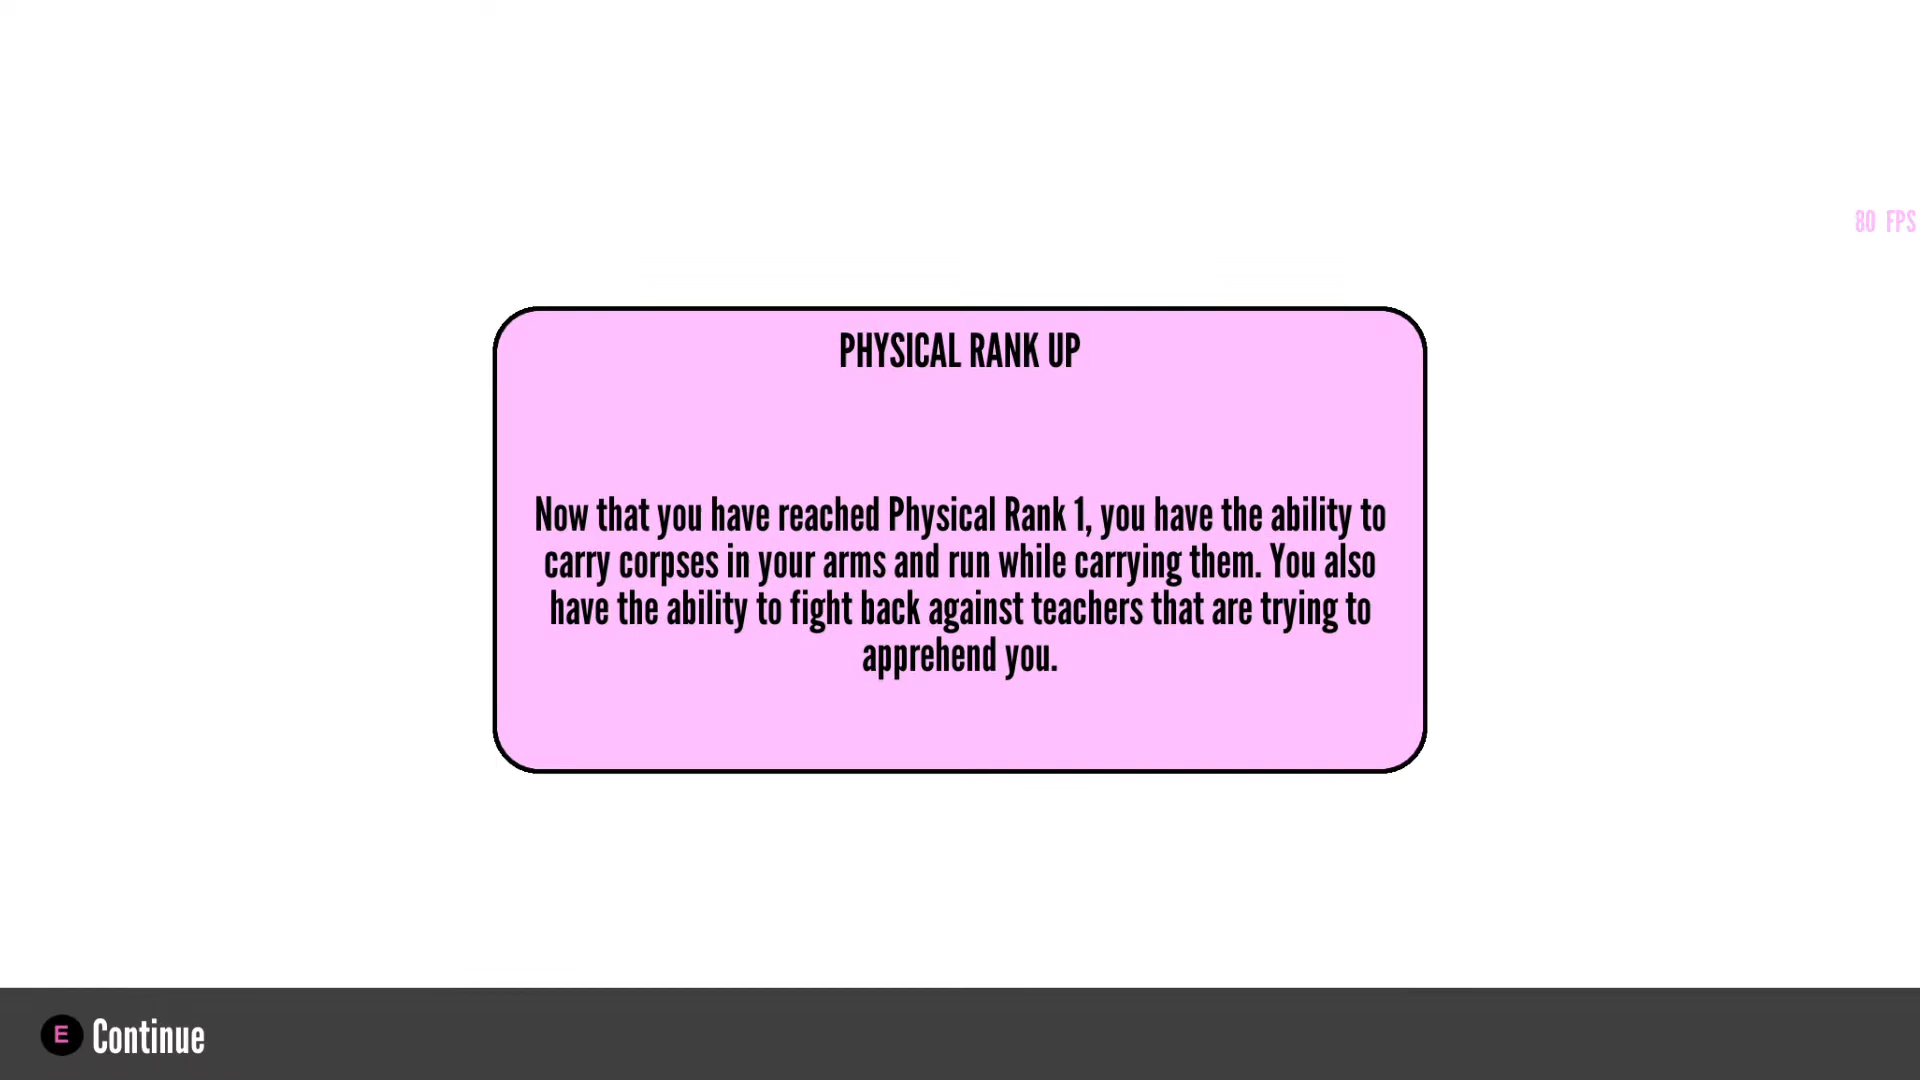 80 FPS
PHYSICAL RANK UP
Now that you have reached Physical Rank 1, you have the ability to
carry corpses in your arms and run while carrying them. You also
have the ability to fight back against teachers that are trying to
apprehend you.
E Continue